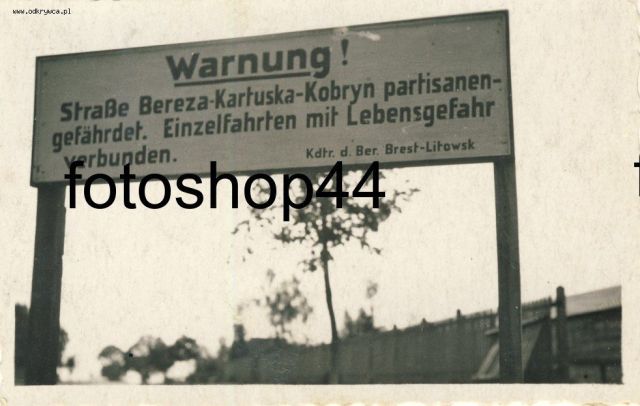 www.odkrywca.pl
Warnung!
Straße Bereza-Kartuska-Kobryn partisanen-
gefährdet. Einzelfahrten mit Lebensgefahr
verbunden.
Kdtr. d. Ber. Brest-Litowsk
fotoshop44